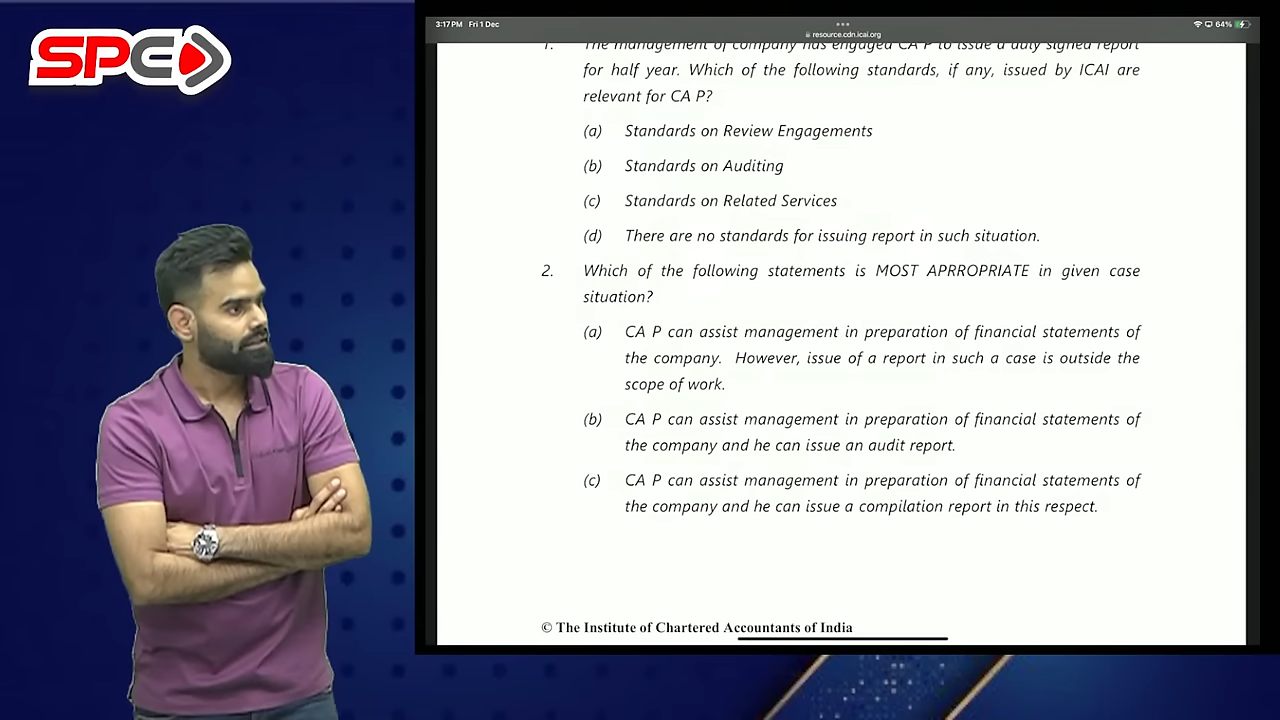 SPC
3:17 PM Fri 1 Dec
resource.cdn.icai.org
64%
1. The management of company has engaged CA P to issue a duly signed report
for half year. Which of the following standards, if any, issued by ICAI are
relevant for CA P?
(a) Standards on Review Engagements
(b) Standards on Auditing
(c) Standards on Related Services
(d) There are no standards for issuing report in such situation.
2. Which of the following statements is MOST APRROPRIATE in given case
situation?
(a) CA P can assist management in preparation of financial statements of
the company. However, issue of a report in such a case is outside the
scope of work.
(b) CA P can assist management in preparation of financial statements of
the company and he can issue an audit report.
(c) CA P can assist management in preparation of financial statements of
the company and he can issue a compilation report in this respect.
© The Institute of Chartered Accountants of India